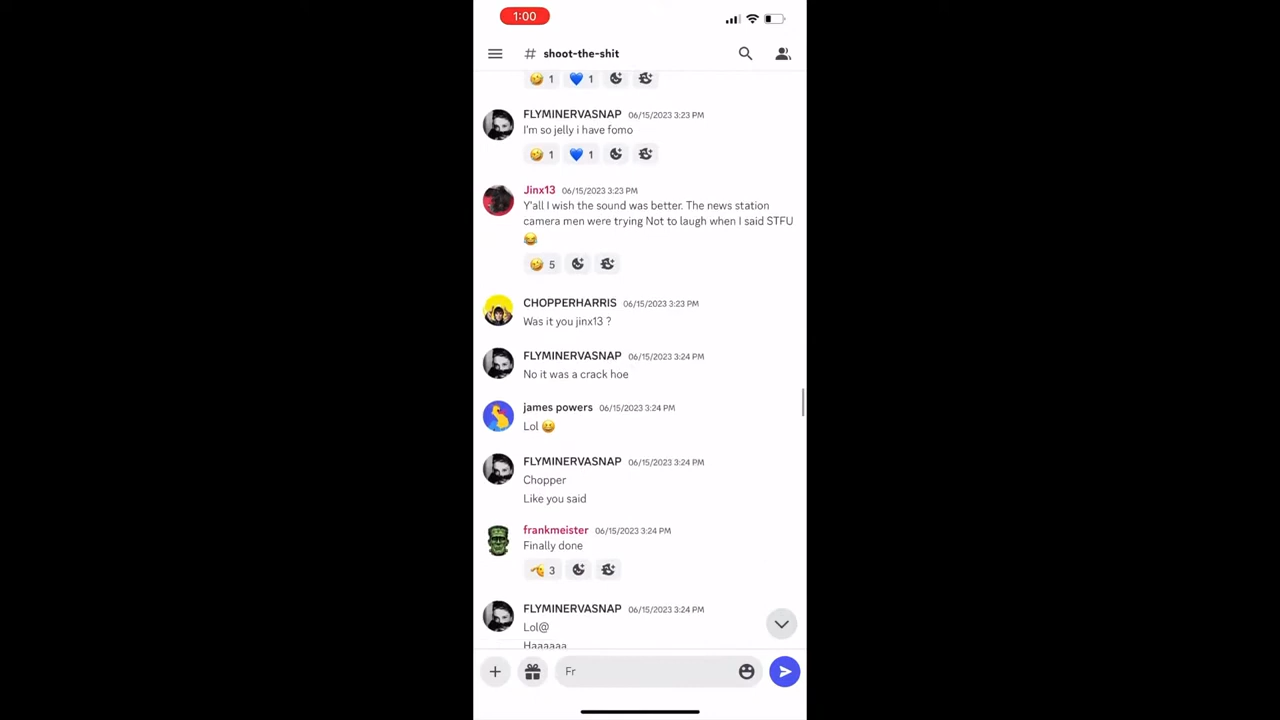 1:00
# shoot-the-shit
1 1
FLYMINERVASNAP 06/15/2023 3:23 PM
I'm so jelly i have fomo
1 1
Jinx13 06/15/2023 3:23 PM
Y'all I wish the sound was better. The news station
camera men were trying Not to laugh when I said STFU
😂
5
CHOPPERHARRIS 06/15/2023 3:23 PM
Was it you jinx13 ?
FLYMINERVASNAP 06/15/2023 3:24 PM
No it was a crack hoe
james powers 06/15/2023 3:24 PM
Lol 😄
FLYMINERVASNAP 06/15/2023 3:24 PM
Chopper
Like you said
frankmeister 06/15/2023 3:24 PM
Finally done
3
FLYMINERVASNAP 06/15/2023 3:24 PM
Lol@
Haaaaaa
Fr